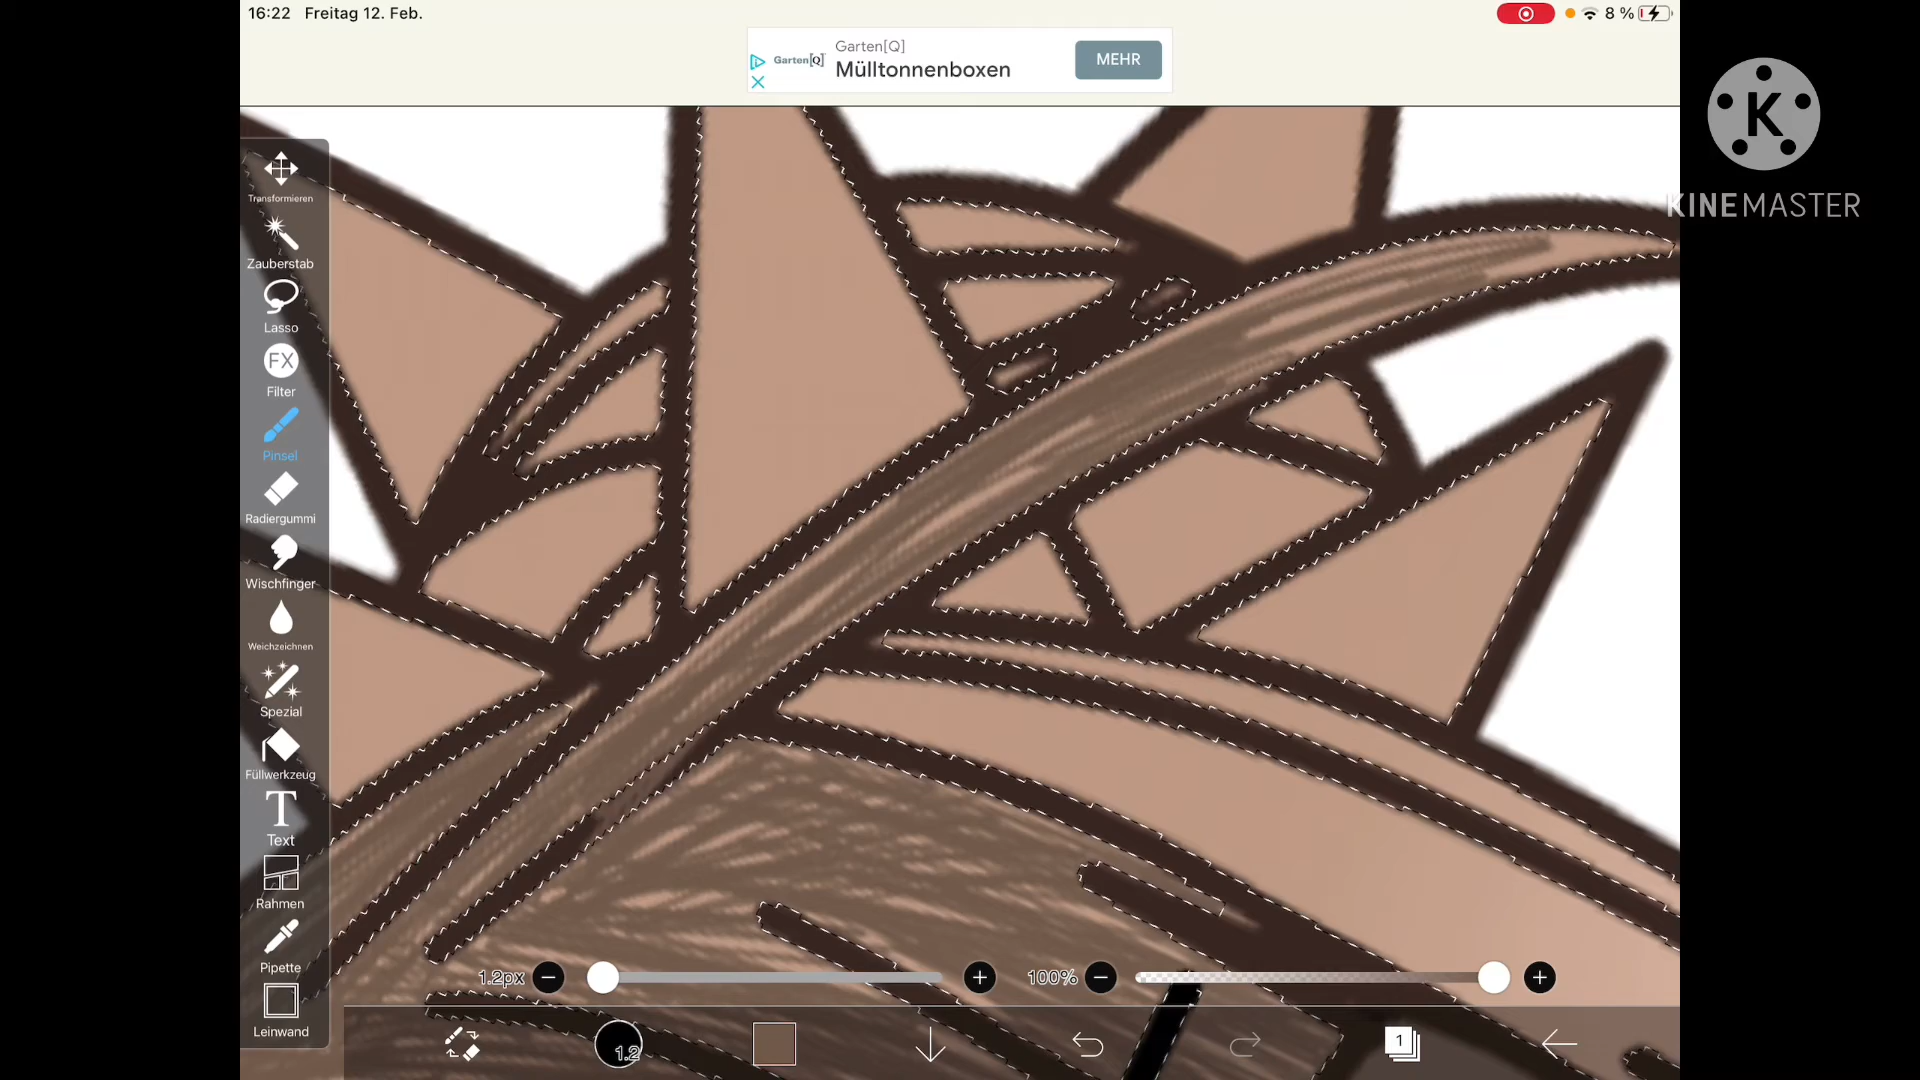 16:22 Freitag 12. Feb.
8 %
Garten[Q]
Garten[Q]
Mülltonnenboxen
MEHR
K
KINEMASTER
Transformieren
Zauberstab
Lasso
FX
Filter
Pinsel
Radiergummi
Wischfinger
Weichzeichnen
Spezial
Füllwerkzeug
T
Text
Rahmen
Pipette
Leinwand
1.2px
100%
1.2
1